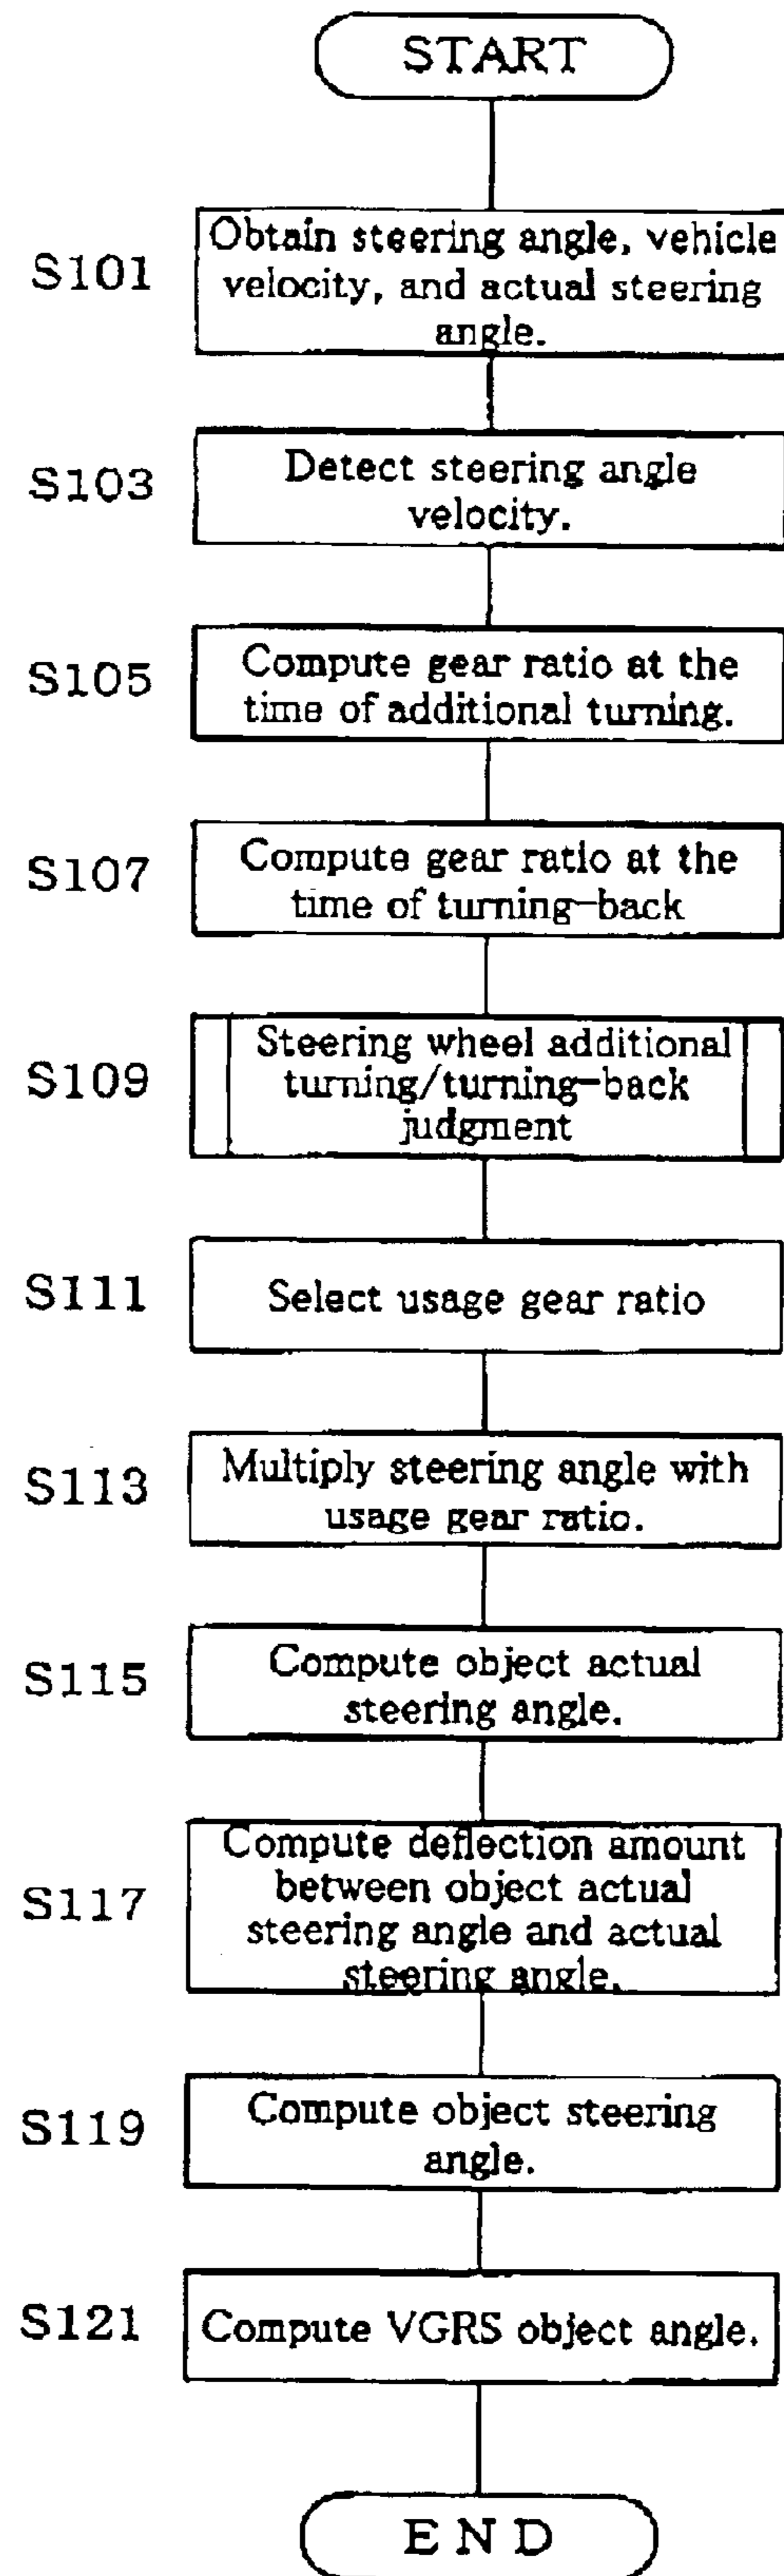 START
S101
Obtain steering angle, vehicle
velocity, and actual steering
angle.
S103
Detect steering angle
velocity.
S105
Compute gear ratio at the
time of additional turning.
S107
Compute gear ratio at the
time of turning-back
S109
Steering wheel additional
turning/turning-back
judgment
S111
Select usage gear ratio
S113
Multiply steering angle with
usage gear ratio.
S115
Compute object actual
steering angle.
S117
Compute deflection amount
between object actual
steering angle and actual
steering angle.
S119
Compute object steering
angle.
S121
Compute VGRS object angle.
END